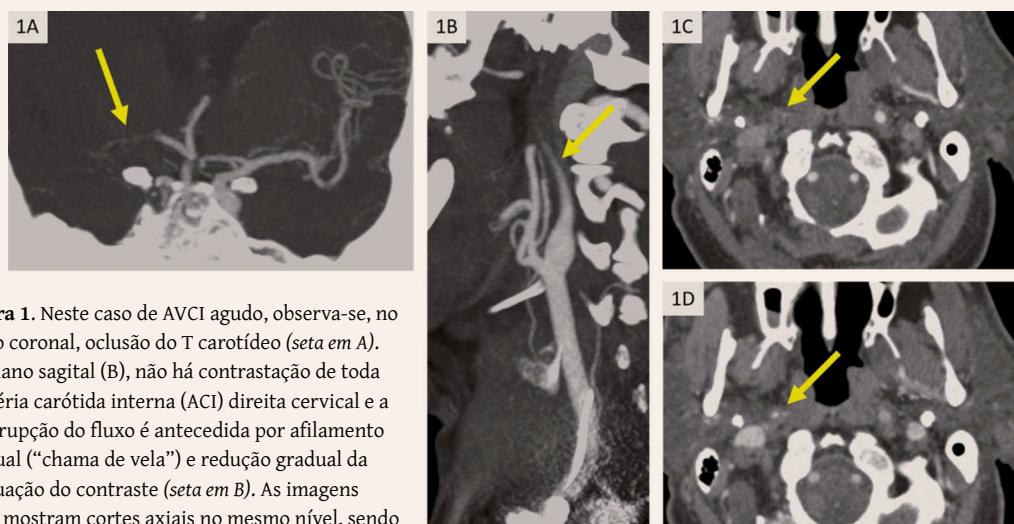 1A
1B
1C
1D
ra 1. Neste caso de AVCI agudo, observa-se, no
o coronal, oclusão do T carotídeo (seta em A).
ano sagital (B), não há contrastação de toda
éria carótida interna (ACI) direita cervical e a
rupção do fluxo é antecedida por afilamento
ual (“chama de vela”) e redução gradual da
uação do contraste (seta em B). As imagens
mostram cortes axiais no mesmo nível, sendo